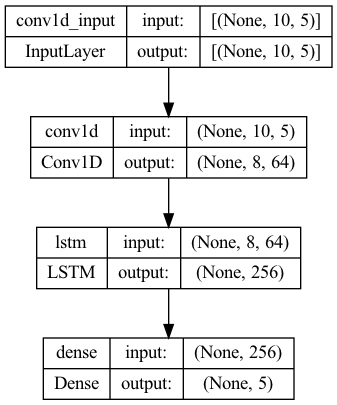 conv1d_input input: [(None, 10, 5)]
InputLayer output: [(None, 10, 5)]
conv1d input: (None, 10, 5)
Conv1D output: (None, 8, 64)
lstm input: (None, 8, 64)
LSTM output: (None, 256)
dense input: (None, 256)
Dense output: (None, 5)